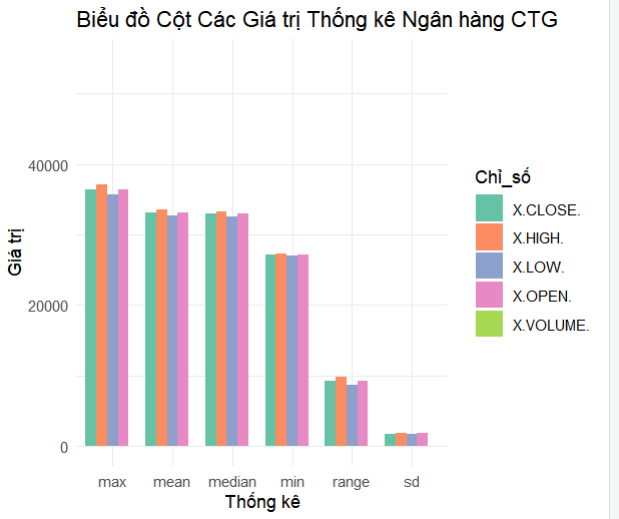 Biểu đồ Cột Các Giá trị Thống kê Ngân hàng CTG
Giá trị
40000
20000
0
max mean median min range sd
Thống kê
Chỉ_số
X.CLOSE.
X.HIGH.
X.LOW.
X.OPEN.
X.VOLUME.